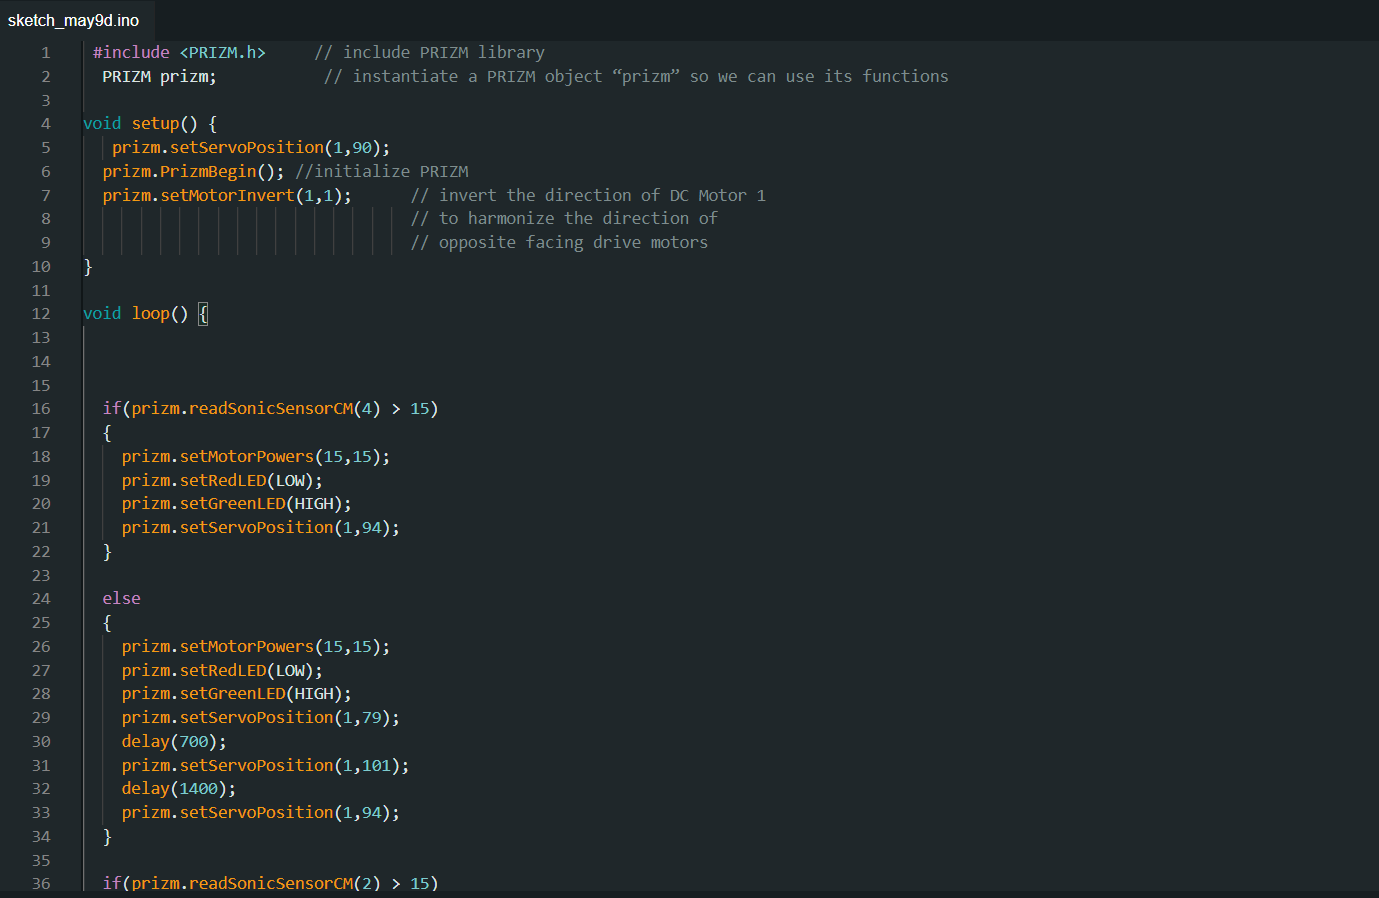 sketch_may9d.ino
1 #include <PRIZM.h> // include PRIZM library
2 PRIZM prizm; // instantiate a PRIZM object “prizm” so we can use its functions
3
4 void setup() {
5 prizm.setServoPosition(1,90);
6 prizm.PrizmBegin(); //initialize PRIZM
7 prizm.setMotorInvert(1,1); // invert the direction of DC Motor 1
8 // to harmonize the direction of
9 // opposite facing drive motors
10 }
11
12 void loop() {
13
14
15
16 if(prizm.readSonicSensorCM(4) > 15)
17 {
18 prizm.setMotorPowers(15,15);
19 prizm.setRedLED(LOW);
20 prizm.setGreenLED(HIGH);
21 prizm.setServoPosition(1,94);
22 }
23
24 else
25 {
26 prizm.setMotorPowers(15,15);
27 prizm.setRedLED(LOW);
28 prizm.setGreenLED(HIGH);
29 prizm.setServoPosition(1,79);
30 delay(700);
31 prizm.setServoPosition(1,101);
32 delay(1400);
33 prizm.setServoPosition(1,94);
34 }
35
36 if(prizm.readSonicSensorCM(2) > 15)